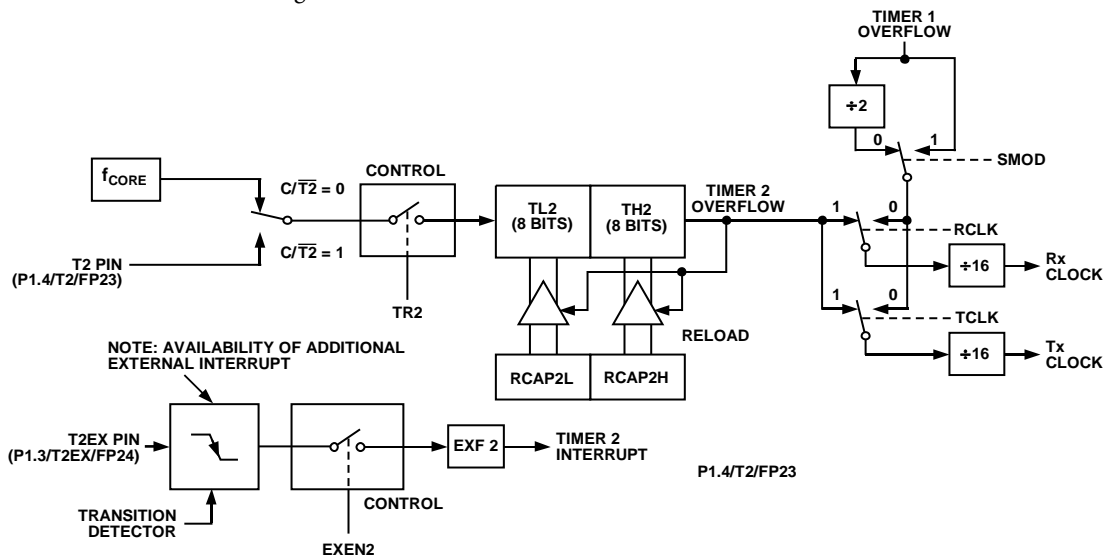 TIMER 1
OVERFLOW
÷2
0
1
SMOD
fCORE
C/T2 = 0
CONTROL
TL2
(8 BITS)
TH2
(8 BITS)
TIMER 2
OVERFLOW
1
0
RCLK
C/T2 = 1
T2 PIN
(P1.4/T2/FP23)
÷16
Rx
CLOCK
TR2
1
0
TCLK
RELOAD
÷16
Tx
CLOCK
NOTE: AVAILABILITY OF ADDITIONAL
EXTERNAL INTERRUPT
RCAP2L
RCAP2H
T2EX PIN
(P1.3/T2EX/FP24)
EXF 2
TIMER 2
INTERRUPT
P1.4/T2/FP23
CONTROL
TRANSITION
DETECTOR
EXEN2